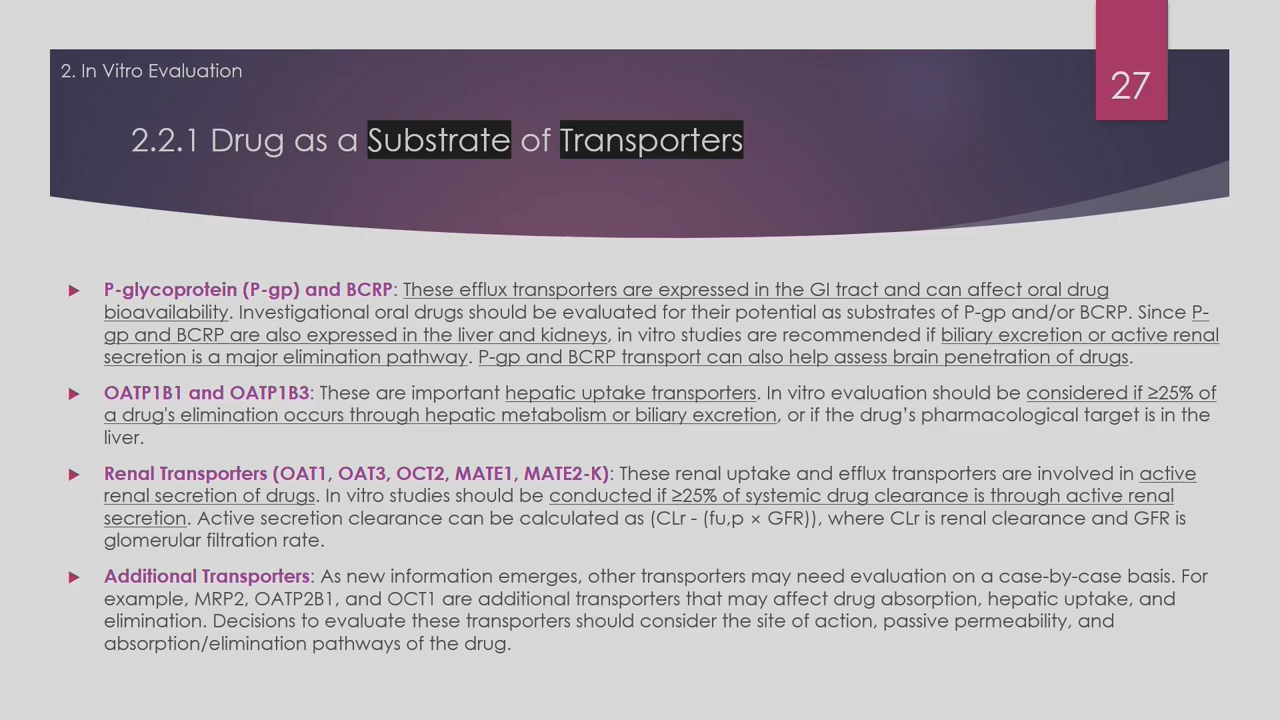 2. In Vitro Evaluation
27
2.2.1 Drug as a Substrate of Transporters
P-glycoprotein (P-gp) and BCRP: These efflux transporters are expressed in the GI tract and can affect oral drug
bioavailability. Investigational oral drugs should be evaluated for their potential as substrates of P-gp and/or BCRP. Since P-
gp and BCRP are also expressed in the liver and kidneys, in vitro studies are recommended if biliary excretion or active renal
secretion is a major elimination pathway. P-gp and BCRP transport can also help assess brain penetration of drugs.
OATP1B1 and OATP1B3: These are important hepatic uptake transporters. In vitro evaluation should be considered if ≥25% of
a drug's elimination occurs through hepatic metabolism or biliary excretion, or if the drug’s pharmacological target is in the
liver.
Renal Transporters (OAT1, OAT3, OCT2, MATE1, MATE2-K): These renal uptake and efflux transporters are involved in active
renal secretion of drugs. In vitro studies should be conducted if ≥25% of systemic drug clearance is through active renal
secretion. Active secretion clearance can be calculated as (CLr - (fu,p × GFR)), where CLr is renal clearance and GFR is
glomerular filtration rate.
Additional Transporters: As new information emerges, other transporters may need evaluation on a case-by-case basis. For
example, MRP2, OATP2B1, and OCT1 are additional transporters that may affect drug absorption, hepatic uptake, and
elimination. Decisions to evaluate these transporters should consider the site of action, passive permeability, and
absorption/elimination pathways of the drug.